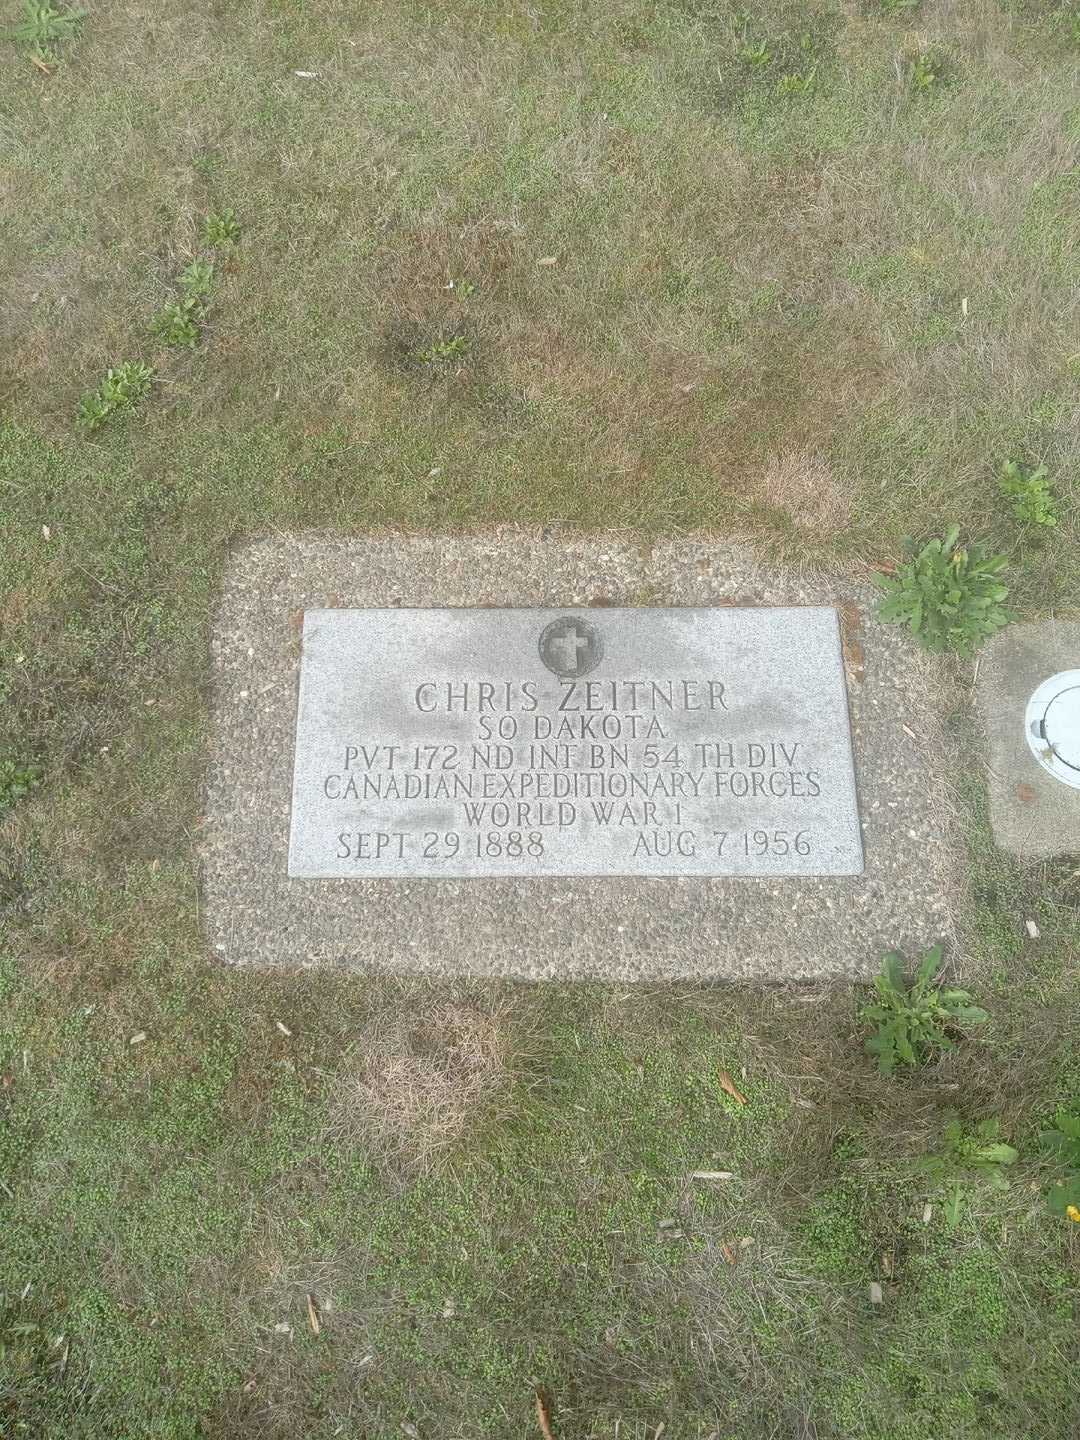 CHRIS ZEITNER
SO DAKOTA
PVT 172 ND INF BN 54 TH DIV
CANADIAN EXPEDITIONARY FORCES
WORLD WAR I
SEPT 29 1888 AUG 7 1956